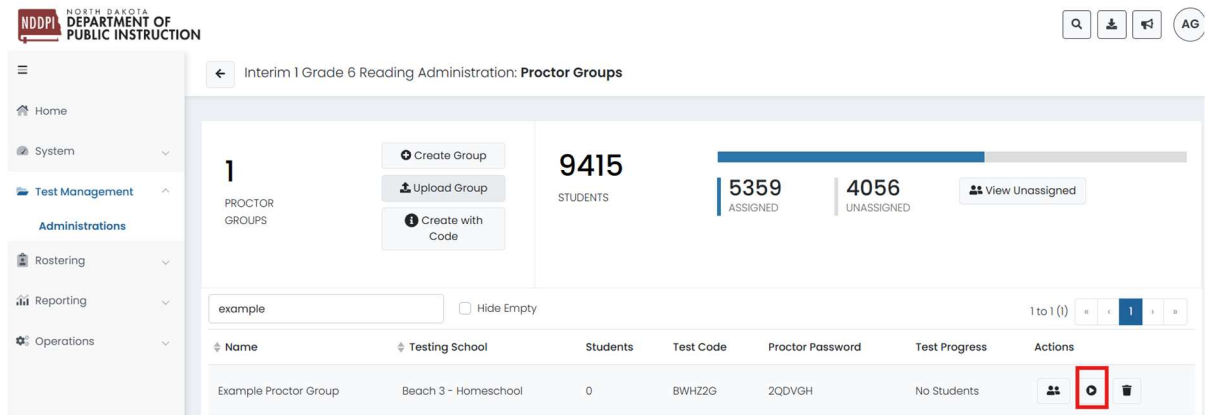 NORTH DAKOTA
NDDPI DEPARTMENT OF
PUBLIC INSTRUCTION
AG
Interim 1 Grade 6 Reading Administration: Proctor Groups
Home
System
Test Management
Administrations
Rostering
Reporting
Operations
1
PROCTOR
GROUPS
Create Group
Upload Group
Create with
Code
9415
STUDENTS
5359
ASSIGNED
4056
UNASSIGNED
View Unassigned
example
Hide Empty
1 to 1 (1) « ‹ 1 › »
Name Testing School Students Test Code Proctor Password Test Progress Actions
Example Proctor Group Beach 3 - Homeschool 0 BWHZ2G 2QDVGH No Students